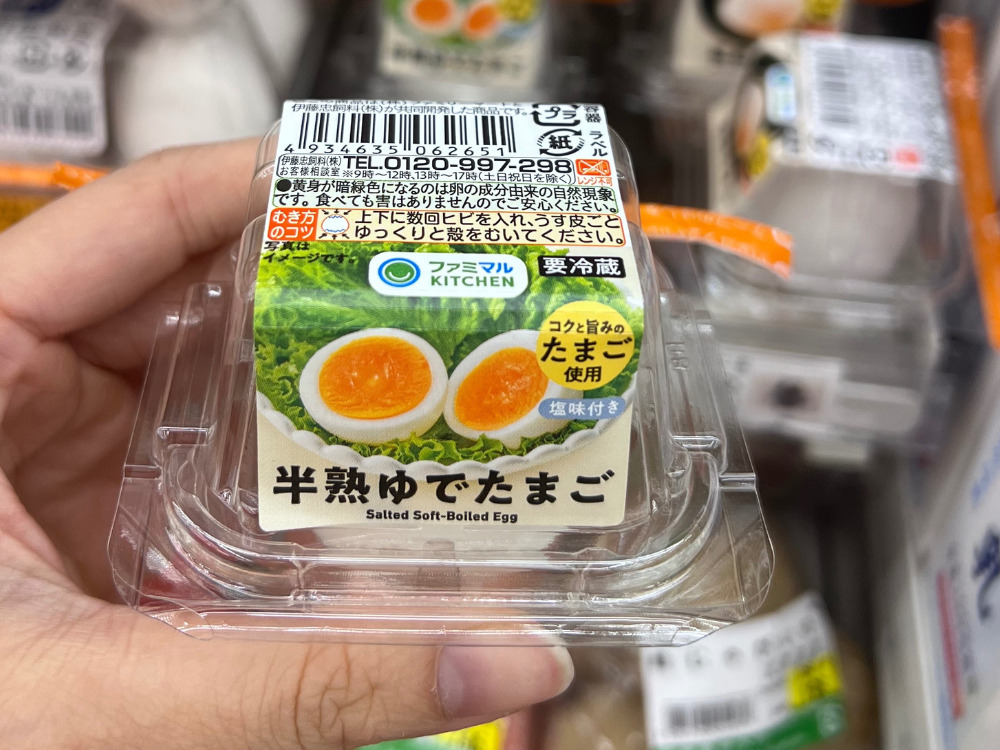 伊藤忠飼料(株)が共同開発した商品です。
プラ
容器
4 934635 062651
紙
ラベル
伊藤忠飼料(株)
お客様相談室
TEL.0120-997-298
※9時~12時、13時~17時(土日祝日を除く)
レンジ不可
●黄身が暗緑色になるのは卵の成分由来の自然現象
です。食べても害はありませんのでご安心ください。
むき方
のコツ
上下に数回ヒビを入れ、うす皮ごと
ゆっくりと殻をむいてください。
写真は
イメージです。
ファミマル
KITCHEN
要冷蔵
コクと旨みの
たまご
使用
塩味付き
半熟ゆでたまご
Salted Soft-Boiled Egg